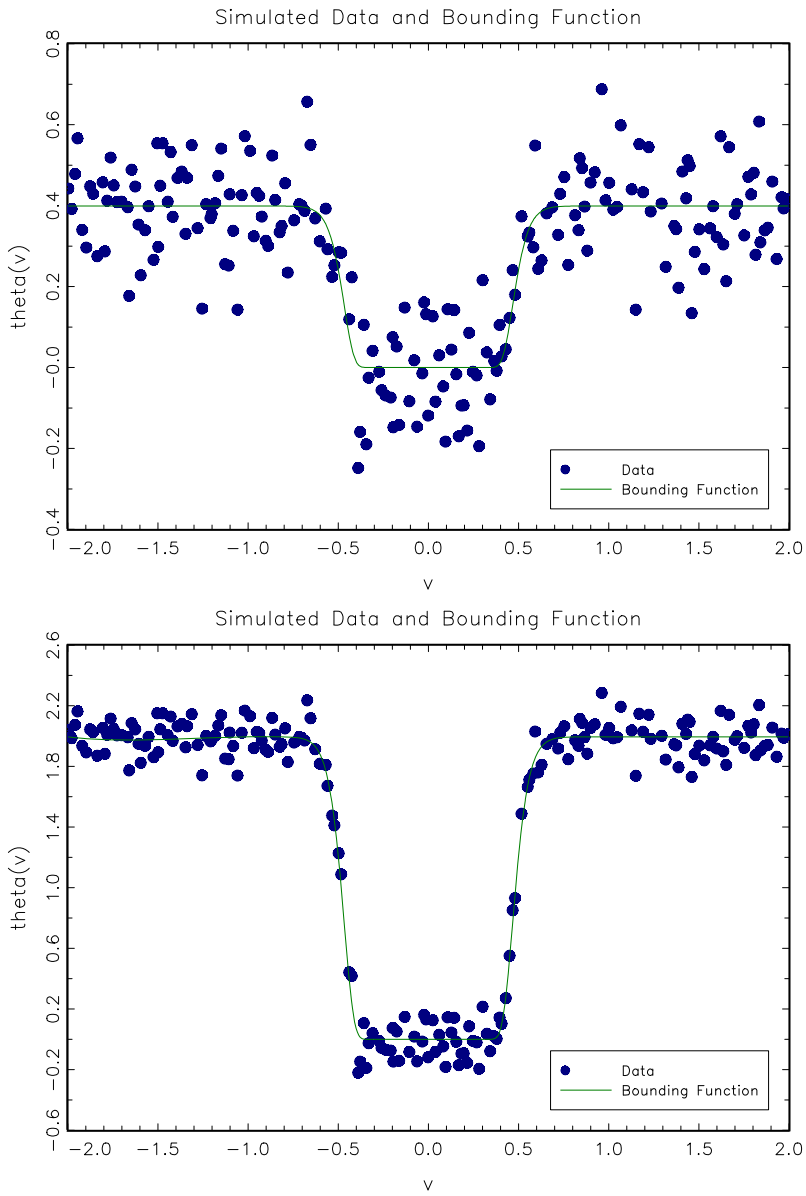 Simulated Data and Bounding Function
0.8
0.6
0.4
0.2
−0.0
−0.2
−0.4
theta(v)
Data
Bounding Function
−2.0 −1.5 −1.0 −0.5 0.0 0.5 1.0 1.5 2.0
v
Simulated Data and Bounding Function
2.6
2.2
1.8
1.4
1.0
0.6
0.2
−0.2
−0.6
theta(v)
Data
Bounding Function
−2.0 −1.5 −1.0 −0.5 0.0 0.5 1.0 1.5 2.0
v